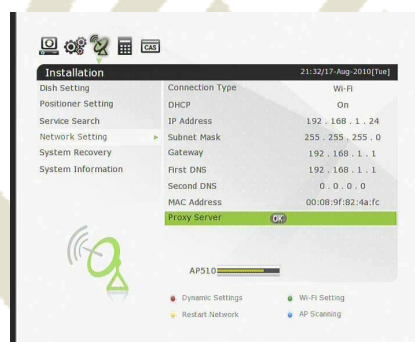 CAS
Installation
21:32/17-Aug-2010[Tue]
Dish Setting
Positioner Setting
Service Search
Network Setting
System Recovery
System Information
Connection Type Wi-Fi
DHCP On
IP Address 192 . 168 . 1 . 24
Subnet Mask 255 . 255 . 255 . 0
Gateway 192 . 168 . 1 . 1
First DNS 192 . 168 . 1 . 1
Second DNS 0 . 0 . 0 . 0
MAC Address 00:08:9f:82:4a:fc
Proxy Server OK
AP510
Dynamic Settings
Wi-Fi Setting
Restart Network
AP Scanning